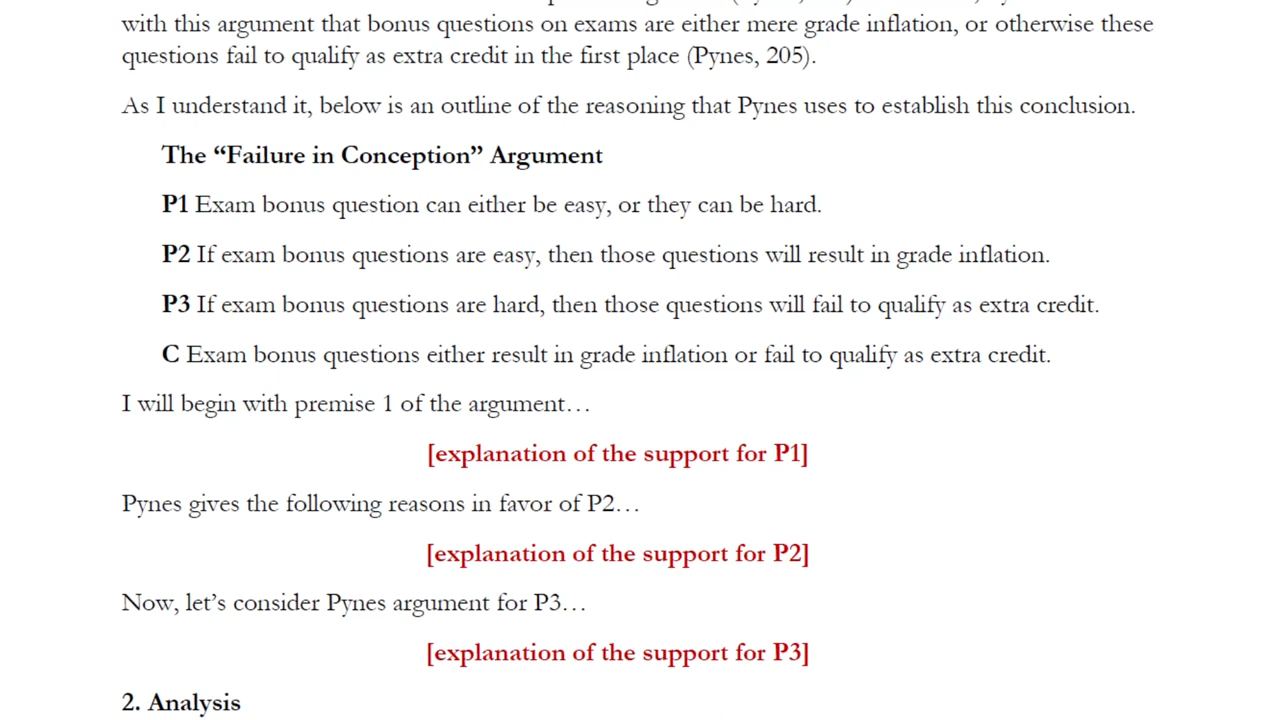 with this argument that bonus questions on exams are either mere grade inflation, or otherwise these
questions fail to qualify as extra credit in the first place (Pynes, 205).
As I understand it, below is an outline of the reasoning that Pynes uses to establish this conclusion.
The “Failure in Conception” Argument
P1 Exam bonus question can either be easy, or they can be hard.
P2 If exam bonus questions are easy, then those questions will result in grade inflation.
P3 If exam bonus questions are hard, then those questions will fail to qualify as extra credit.
C Exam bonus questions either result in grade inflation or fail to qualify as extra credit.
I will begin with premise 1 of the argument…
[explanation of the support for P1]
Pynes gives the following reasons in favor of P2…
[explanation of the support for P2]
Now, let’s consider Pynes argument for P3…
[explanation of the support for P3]
2. Analysis